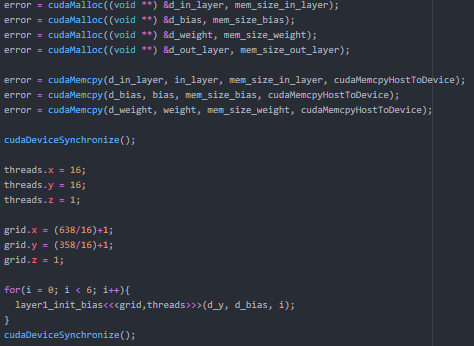 error = cudaMalloc((void **) &d_in_layer, mem_size_in_layer);
error = cudaMalloc((void **) &d_bias, mem_size_bias);
error = cudaMalloc((void **) &d_weight, mem_size_weight);
error = cudaMalloc((void **) &d_out_layer, mem_size_out_layer);
error = cudaMemcpy(d_in_layer, in_layer, mem_size_in_layer, cudaMemcpyHostToDevice);
error = cudaMemcpy(d_bias, bias, mem_size_bias, cudaMemcpyHostToDevice);
error = cudaMemcpy(d_weight, weight, mem_size_weight, cudaMemcpyHostToDevice);
cudaDeviceSynchronize();
threads.x = 16;
threads.y = 16;
threads.z = 1;
grid.x = (638/16)+1;
grid.y = (358/16)+1;
grid.z = 1;
for(i = 0; i < 6; i++){
layer1_init_bias<<<grid,threads>>>(d_y, d_bias, i);
}
cudaDeviceSynchronize();